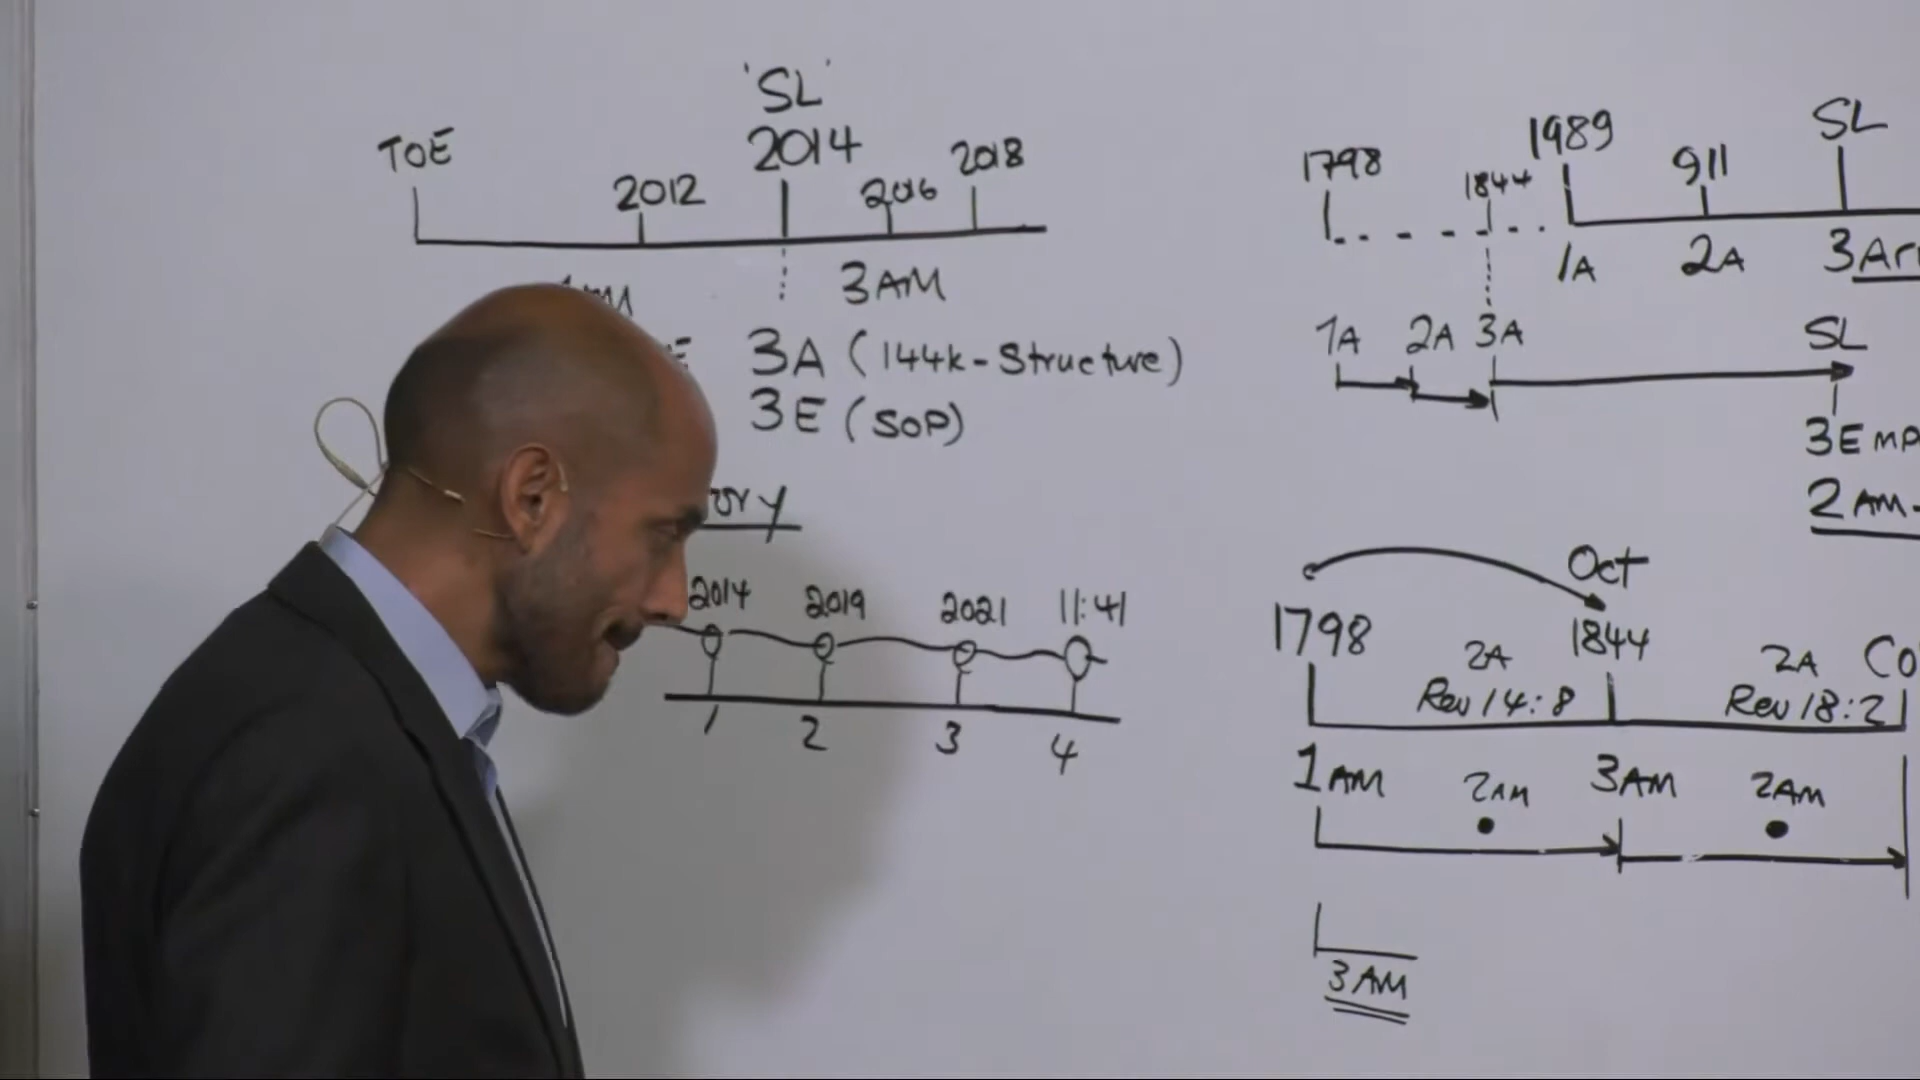 'SL'
TOE 2012 2014 2016 2018
3AM
3A (144k-Structure)
3E (SOP)
2014 2019 2021 11:41
1 2 3 4
1798 1844 1989 911 SL
1A 2A
1A 2A 3A SL
2AM-
Oct
1798 2A 1844 2A
Rev 14:8 Rev 18:2
1AM 2AM 3AM 2AM
3AM